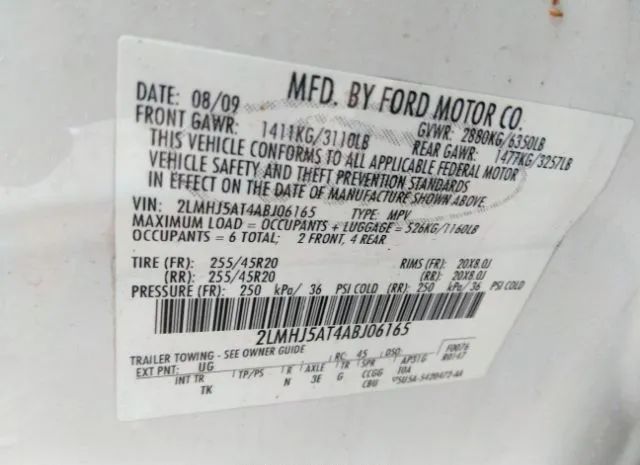 MFD. BY FORD MOTOR CO.
DATE: 08/09 GVWR: 2880KG/6350LB
FRONT GAWR: 1411KG/3110LB REAR GAWR: 1477KG/3257LB
THIS VEHICLE CONFORMS TO ALL APPLICABLE FEDERAL MOTOR
VEHICLE SAFETY AND THEFT PREVENTION STANDARDS
IN EFFECT ON THE DATE OF MANUFACTURE SHOWN ABOVE.
VIN: 2LMHJ5AT4ABJ06165 TYPE: MPV
MAXIMUM LOAD = OCCUPANTS + LUGGAGE = 526KG/1160LB
OCCUPANTS = 6 TOTAL; 2 FRONT, 4 REAR
TIRE (FR): 255/45R20 RIMS (FR): 20X8.0J
(RR): 255/45R20 (RR): 20X8.0J
PRESSURE (FR): 250 kPa/ 36 PSI COLD (RR): 250 kPa/ 36 PSI COLD
2LMHJ5AT4ABJ06165
TRAILER TOWING - SEE OWNER GUIDE
EXT PNT: UG RC: 45 DSO: F0076
INT TR TP/PS R AXLE TR SPR
TK N 3E G CCGG
CBU